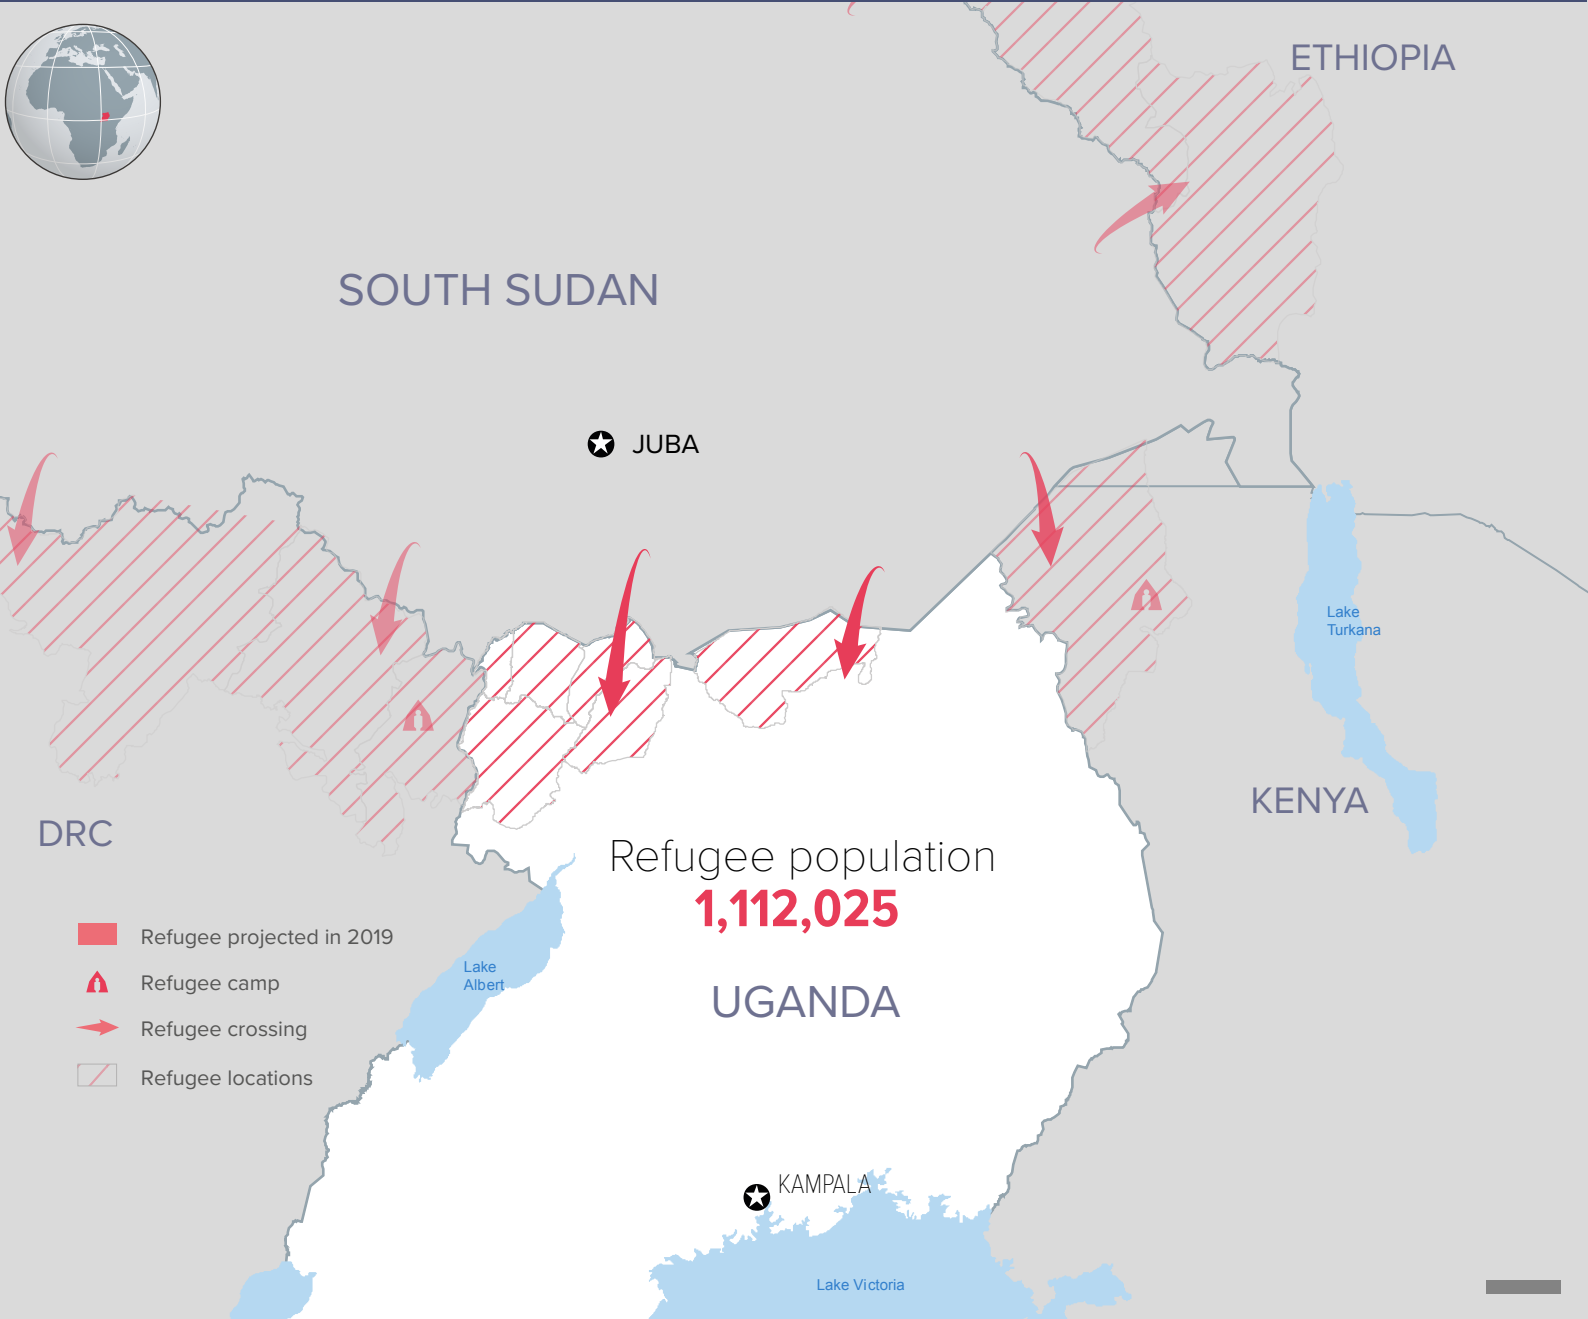 ETHIOPIA
SOUTH SUDAN
JUBA
Lake
Turkana
KENYA
DRC
Refugee population
1,112,025
Refugee projected in 2019
Refugee camp
Refugee crossing
Refugee locations
Lake
Albert
UGANDA
KAMPALA
Lake Victoria